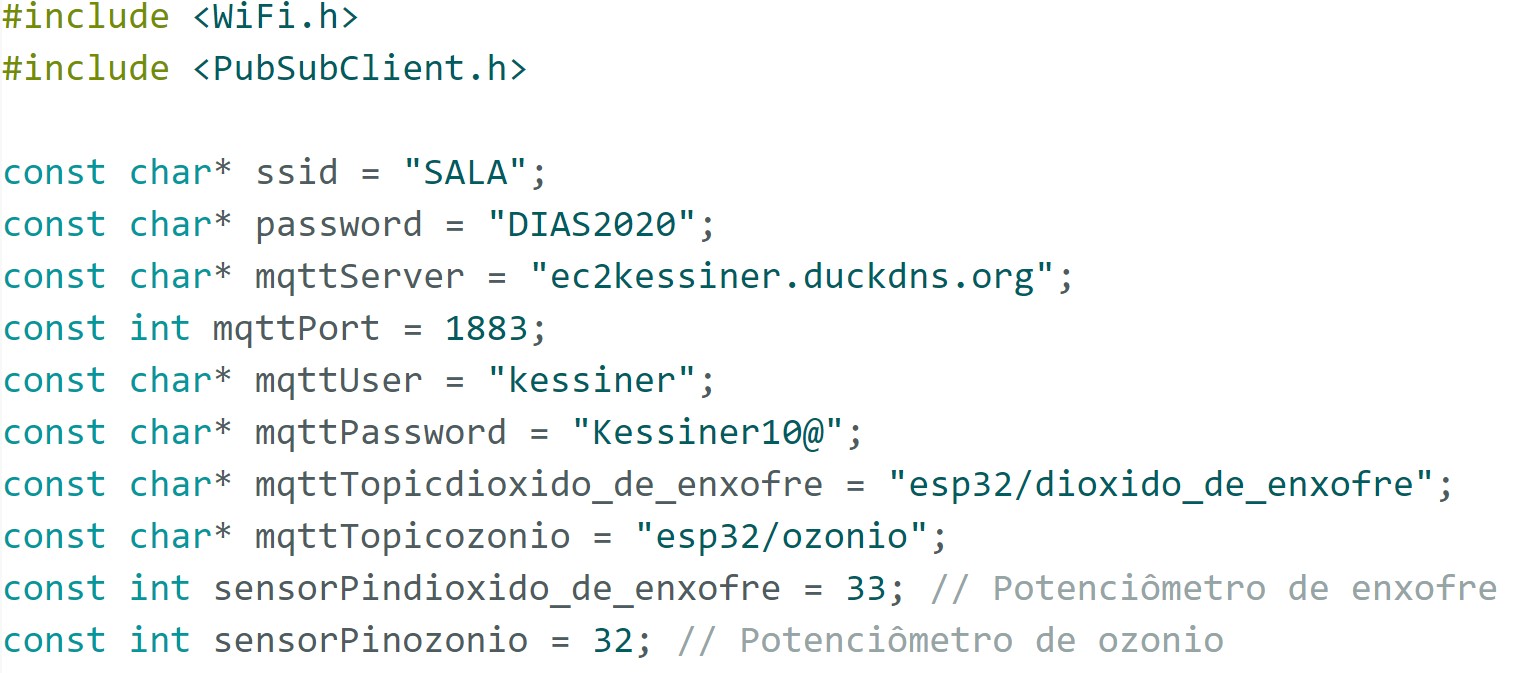 #include <WiFi.h>
#include <PubSubClient.h>
const char* ssid = "SALA";
const char* password = "DIAS2020";
const char* mqttServer = "ec2kessiner.duckdns.org";
const int mqttPort = 1883;
const char* mqttUser = "kessiner";
const char* mqttPassword = "Kessiner10@";
const char* mqttTopicdioxido_de_enxofre = "esp32/dioxido_de_enxofre";
const char* mqttTopicozonio = "esp32/ozonio";
const int sensorPindioxido_de_enxofre = 33; // Potenciômetro de enxofre
const int sensorPinozonio = 32; // Potenciômetro de ozonio